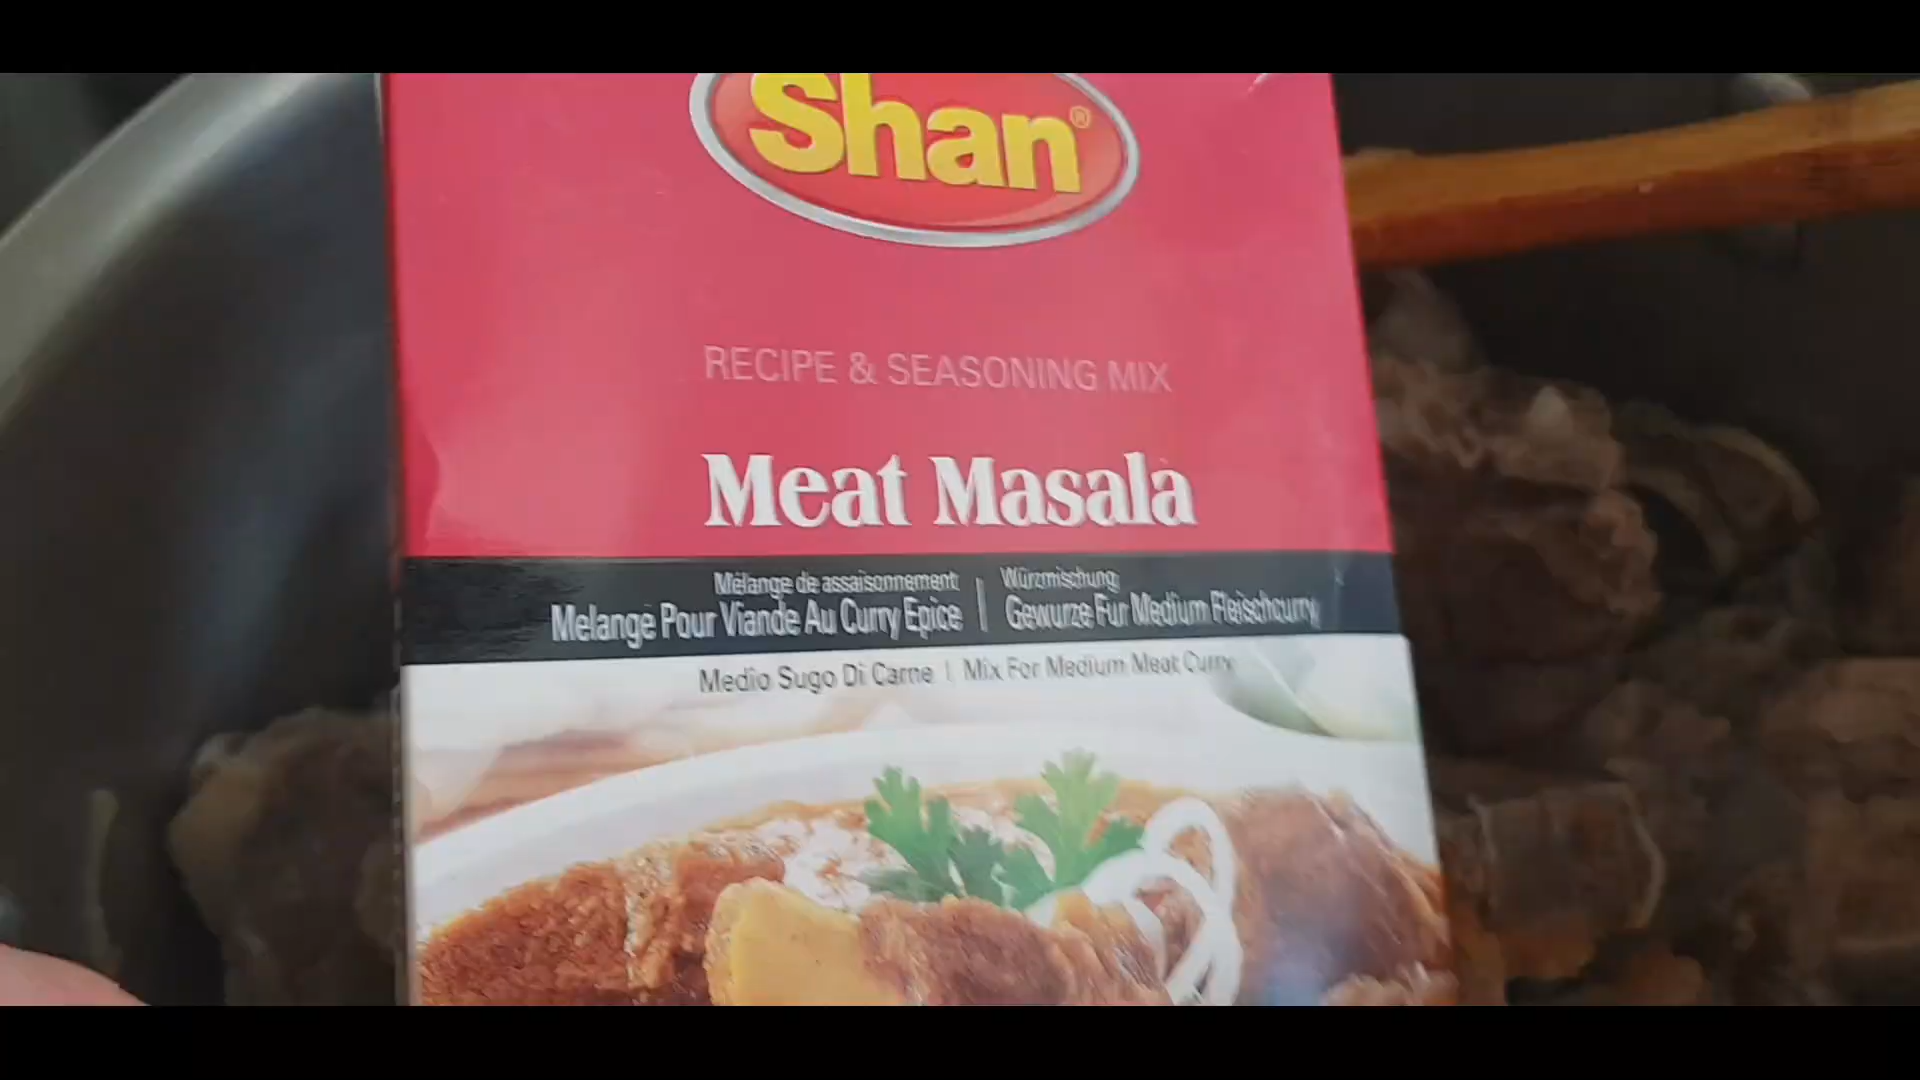 Shan®
RECIPE & SEASONING MIX
Meat Masala
Mélange de assaisonnement | Würzmischung
Melange Pour Viande Au Curry Epice | Gewurze Fur Medium Fleischcurry
Medio Sugo Di Carne | Mix For Medium Meat Curry